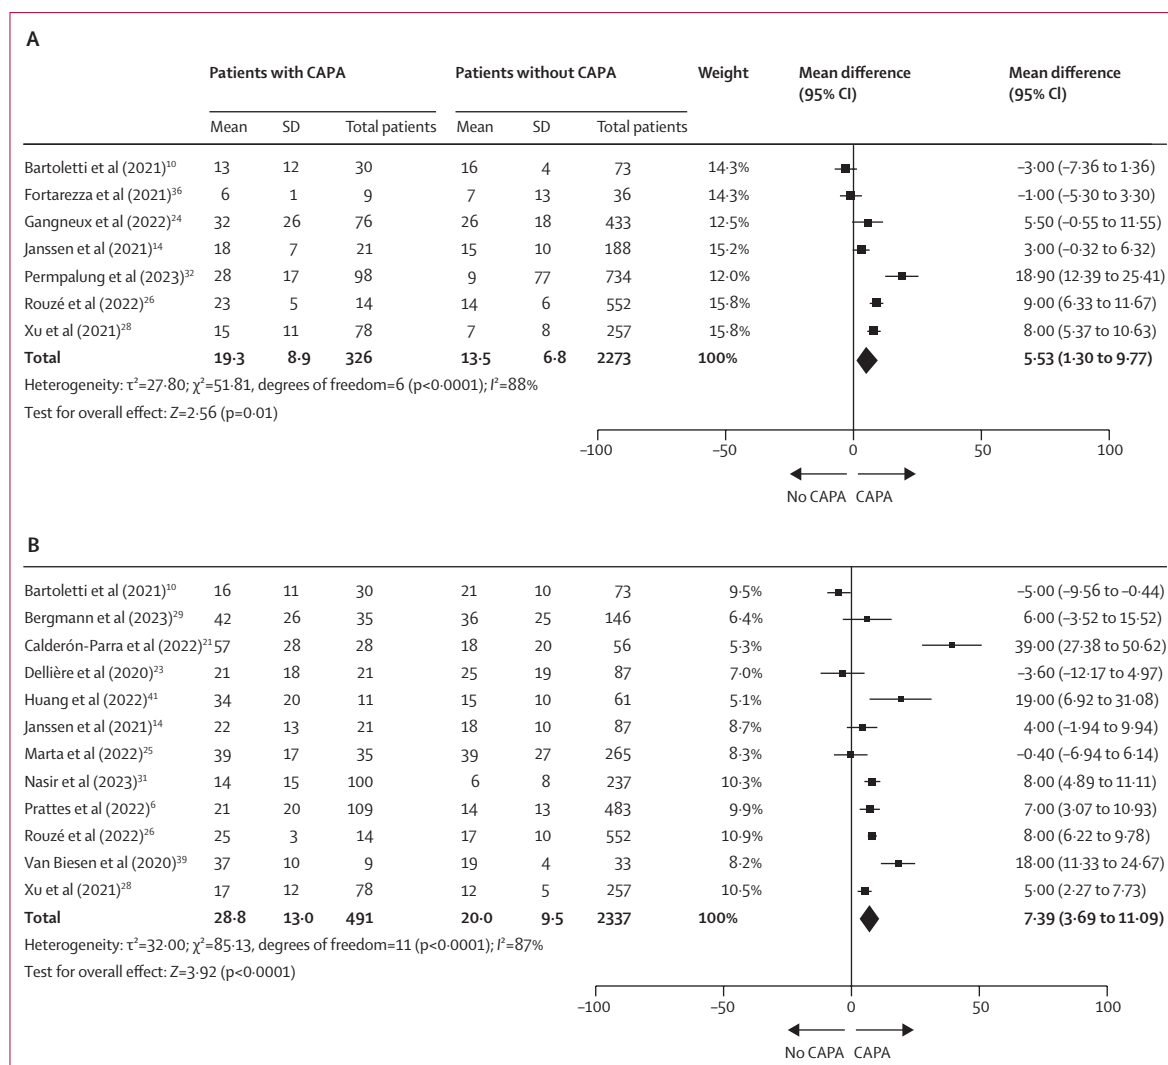 A
Patients with CAPA Patients without CAPA Weight Mean difference (95% CI) Mean difference (95% CI)
Mean SD Total patients Mean SD Total patients
Bartoletti et al (2021)¹⁰ 13 12 30 16 4 73 14·3% –3·00 (–7·36 to 1·36)
Fortarezza et al (2021)³⁶ 6 1 9 7 13 36 14·3% –1·00 (–5·30 to 3·30)
Gangneux et al (2022)²⁴ 32 26 76 26 18 433 12·5% 5·50 (–0·55 to 11·55)
Janssen et al (2021)¹⁴ 18 7 21 15 10 188 15·2% 3·00 (–0·32 to 6·32)
Permpalung et al (2023)³² 28 17 98 9 77 734 12·0% 18·90 (12·39 to 25·41)
Rouzé et al (2022)²⁶ 23 5 14 14 6 552 15·8% 9·00 (6·33 to 11·67)
Xu et al (2021)²⁸ 15 11 78 7 8 257 15·8% 8·00 (5·37 to 10·63)
Total 19·3 8·9 326 13·5 6·8 2273 100% 5·53 (1·30 to 9·77)
Heterogeneity: τ²=27·80; χ²=51·81, degrees of freedom=6 (p<0·0001); I²=88%
Test for overall effect: Z=2·56 (p=0·01)
–100 –50 0 50 100
No CAPA CAPA
B
Bartoletti et al (2021)¹⁰ 16 11 30 21 10 73 9·5% –5·00 (–9·56 to –0·44)
Bergmann et al (2023)²⁹ 42 26 35 36 25 146 6·4% 6·00 (–3·52 to 15·52)
Calderón-Parra et al (2022)²¹ 57 28 28 18 20 56 5·3% 39·00 (27·38 to 50·62)
Dellière et al (2020)²³ 21 18 21 25 19 87 7·0% –3·60 (–12·17 to 4·97)
Huang et al (2022)⁴¹ 34 20 11 15 10 61 5·1% 19·00 (6·92 to 31·08)
Janssen et al (2021)¹⁴ 22 13 21 18 10 87 8·7% 4·00 (–1·94 to 9·94)
Marta et al (2022)²⁵ 39 17 35 39 27 265 8·3% –0·40 (–6·94 to 6·14)
Nasir et al (2023)³¹ 14 15 100 6 8 237 10·3% 8·00 (4·89 to 11·11)
Prattes et al (2022)⁶ 21 20 109 14 13 483 9·9% 7·00 (3·07 to 10·93)
Rouzé et al (2022)²⁶ 25 3 14 17 10 552 10·9% 8·00 (6·22 to 9·78)
Van Biesen et al (2020)³⁹ 37 10 9 19 4 33 8·2% 18·00 (11·33 to 24·67)
Xu et al (2021)²⁸ 17 12 78 12 5 257 10·5% 5·00 (2·27 to 7·73)
Total 28·8 13·0 491 20·0 9·5 2337 100% 7·39 (3·69 to 11·09)
Heterogeneity: τ²=32·00; χ²=85·13, degrees of freedom=11 (p<0·0001); I²=87%
Test for overall effect: Z=3·92 (p<0·0001)
–100 –50 0 50 100
No CAPA CAPA